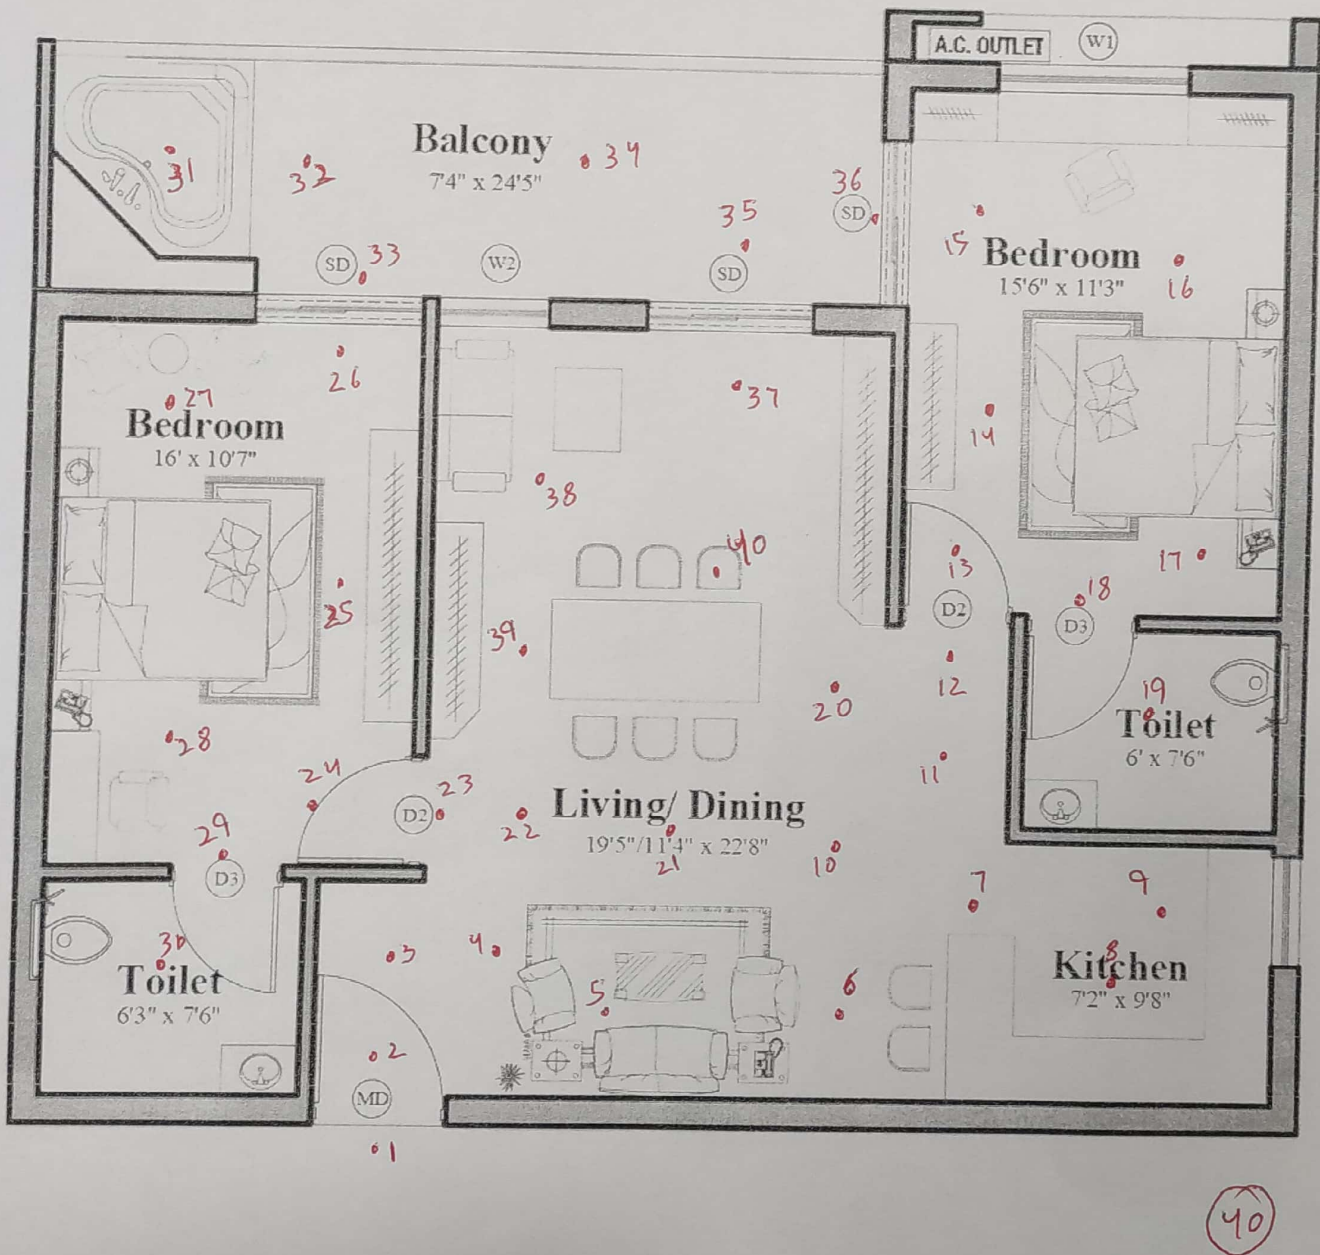 A.C. OUTLET
W1
Balcony
7'4" x 24'5"
34
31
32
36
SD
35
SD
33
W2
SD
15
Bedroom
15'6" x 11'3"
16
26
27
Bedroom
16' x 10'7"
37
14
38
40
13
17
18
D2
D3
25
39
12
20
19
Toilet
6' x 7'6"
28
11
24
23
D2
22
Living/ Dining
19'5"/11'4" x 22'8"
21
10
29
D3
7
9
3
4
30
Toilet
6'3" x 7'6"
8
Kitchen
7'2" x 9'8"
5
6
2
MD
1
40